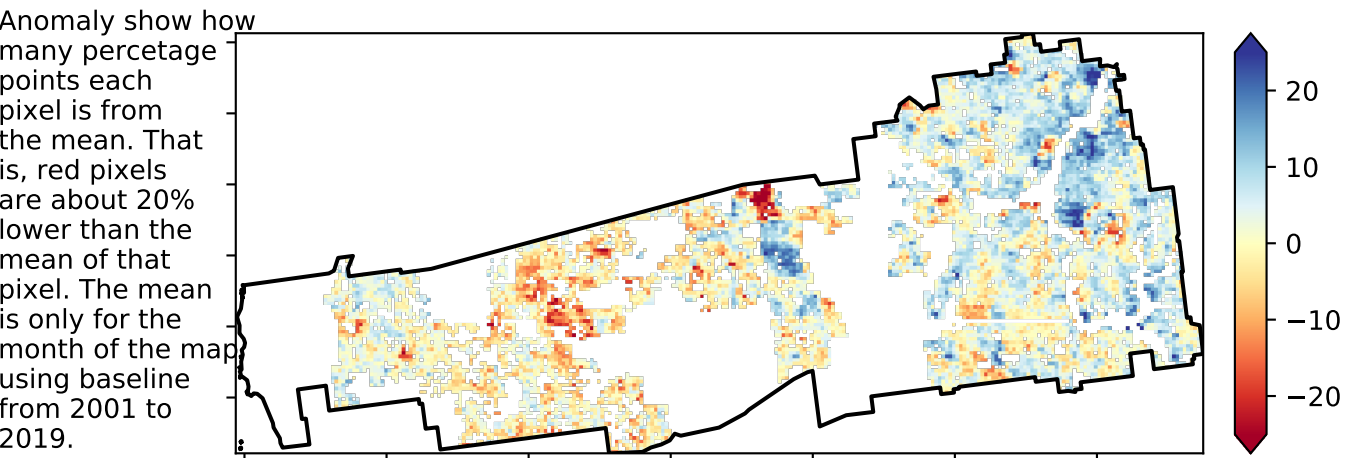 Anomaly show how
many percetage
points each
pixel is from
the mean. That
is, red pixels
are about 20%
lower than the
mean of that
pixel. The mean
is only for the
month of the map
using baseline
from 2001 to
2019.
20
10
0
−10
−20